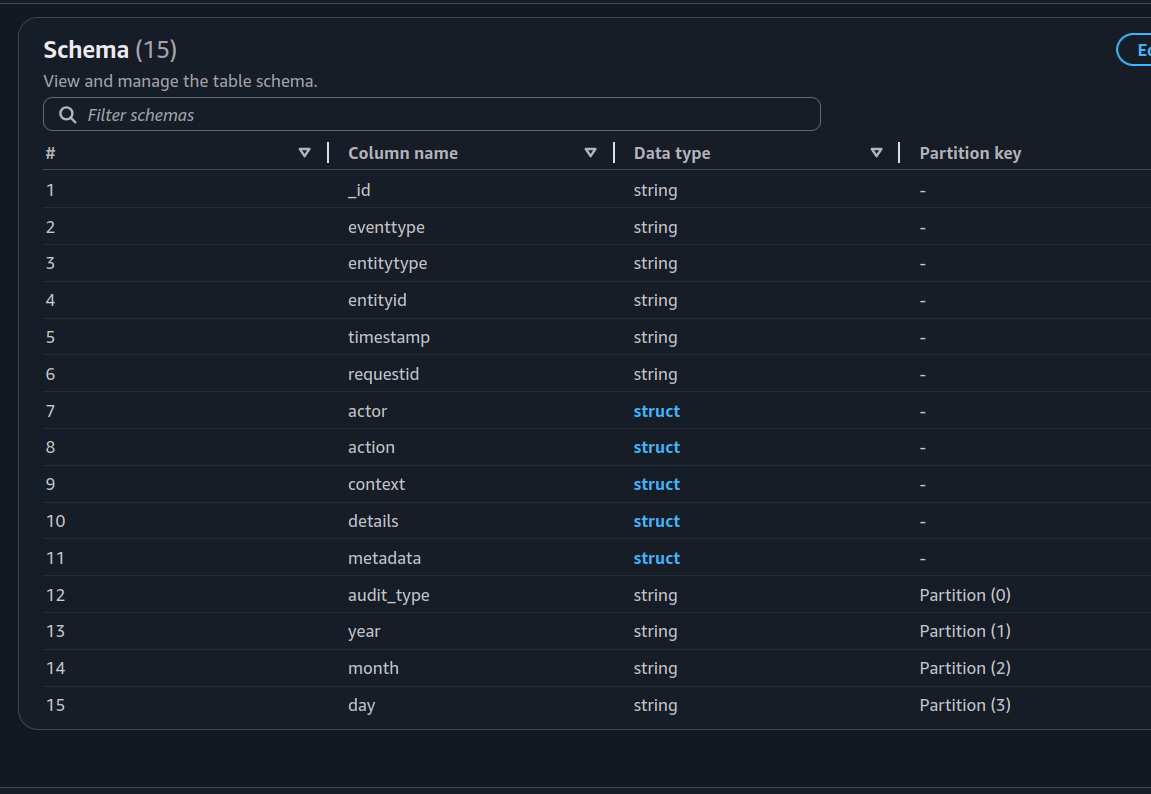 Schema (15)
View and manage the table schema.
Filter schemas
# Column name Data type Partition key
1 _id string -
2 eventtype string -
3 entitytype string -
4 entityid string -
5 timestamp string -
6 requestid string -
7 actor struct -
8 action struct -
9 context struct -
10 details struct -
11 metadata struct -
12 audit_type string Partition (0)
13 year string Partition (1)
14 month string Partition (2)
15 day string Partition (3)